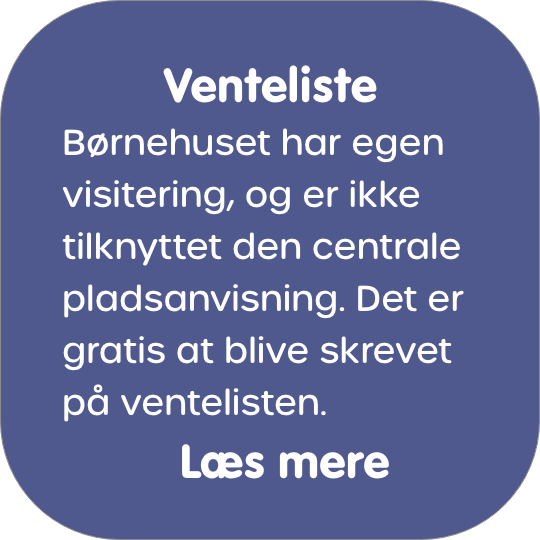 Venteliste
Børnehuset har egen
visitering, og er ikke
tilknyttet den centrale
pladsanvisning. Det er
gratis at blive skrevet
på ventelisten.
Læs mere